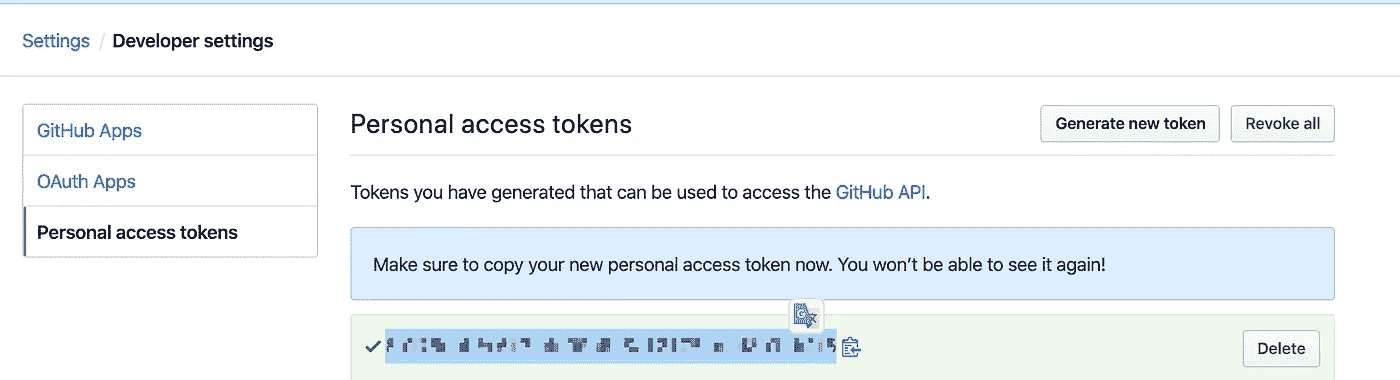 Settings / Developer settings
GitHub Apps
OAuth Apps
Personal access tokens
Personal access tokens
Generate new token
Revoke all
Tokens you have generated that can be used to access the GitHub API.
Make sure to copy your new personal access token now. You won't be able to see it again!
Delete